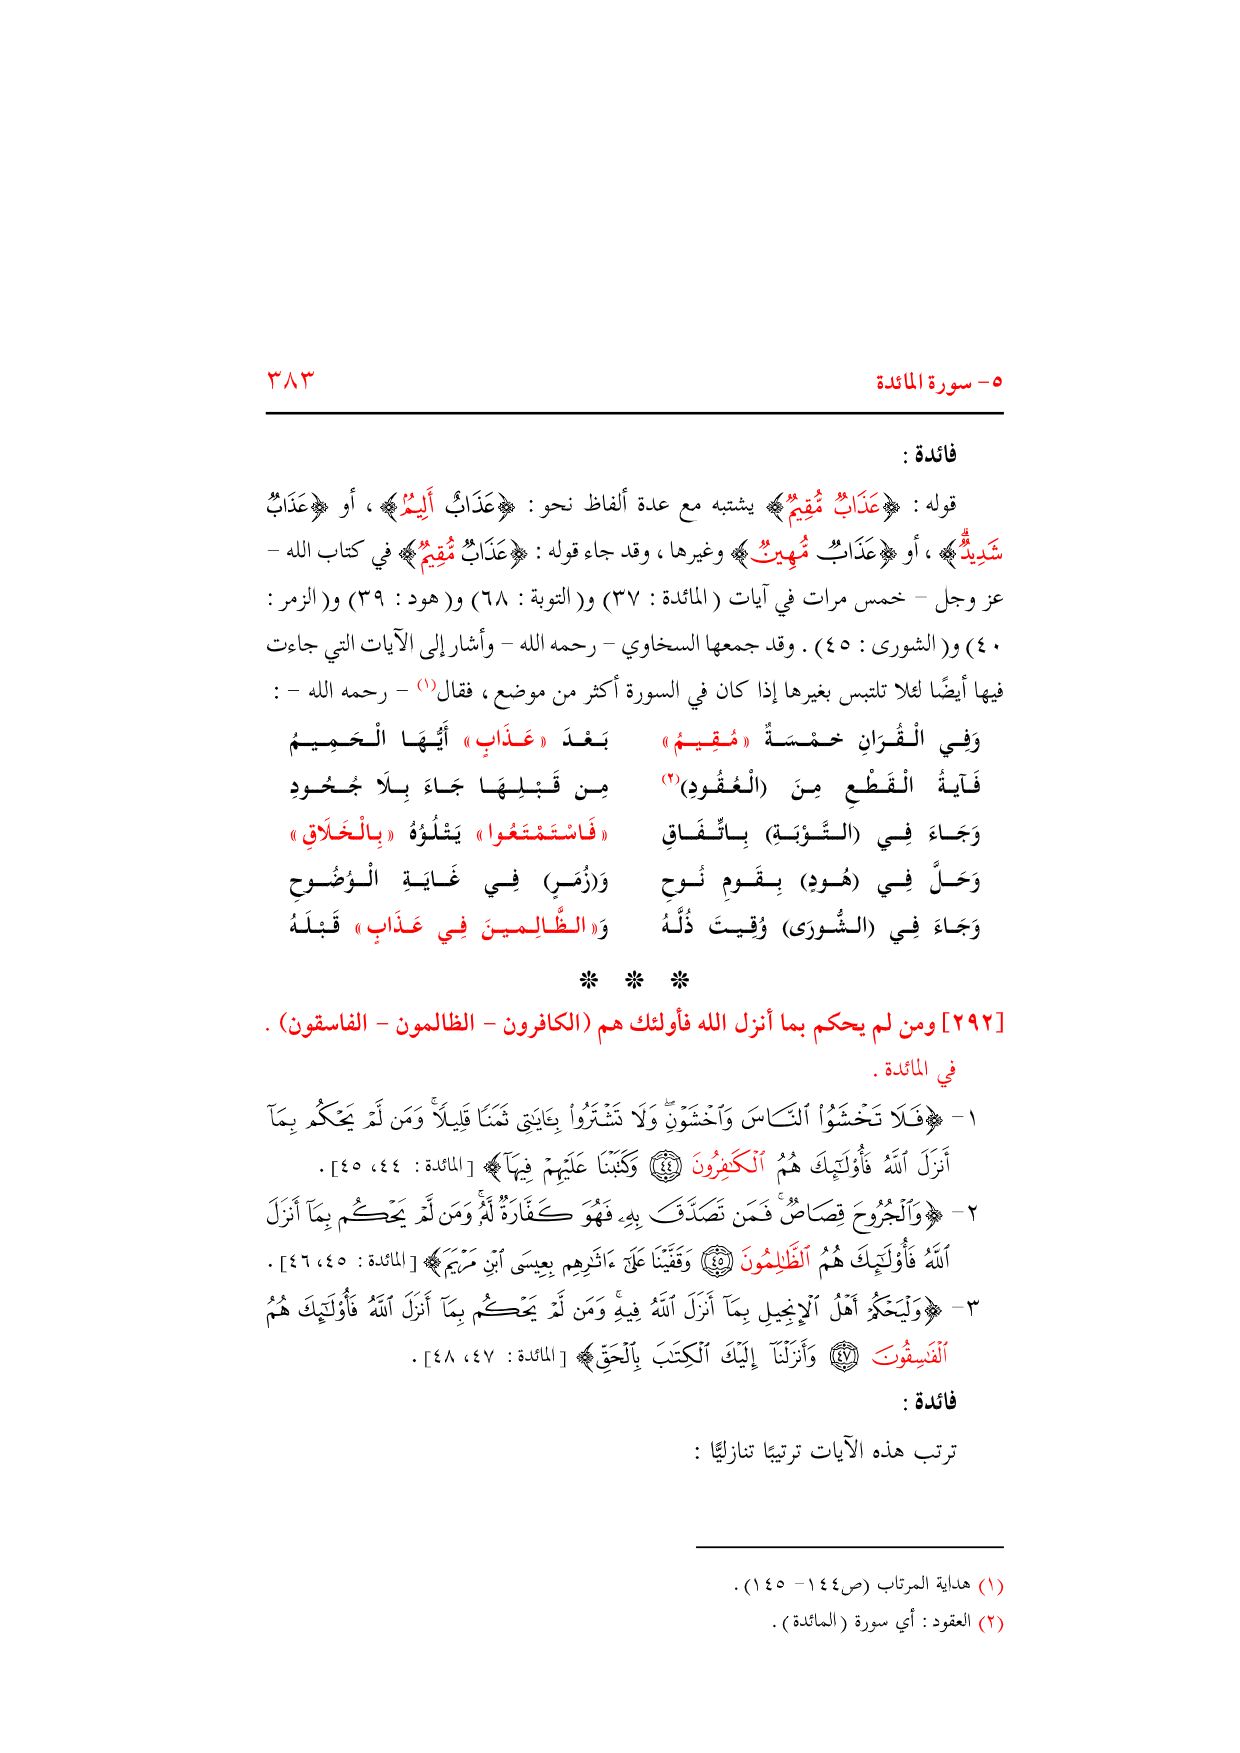 ٥- سورة المائدة ٣٨٣
فائدة :
قوله : ﴿عَذَابٌ مُّقِيمٌ﴾ يشتبه مع عدة ألفاظ نحو : ﴿عَذَابٌ أَلِيمٌ﴾ ، أو ﴿عَذَابٌ
شَدِيدٌ﴾ ، أو ﴿عَذَابٌ مُّهِينٌ﴾ وغيرها ، وقد جاء قوله : ﴿عَذَابٌ مُّقِيمٌ﴾ في كتاب الله –
عز وجل – خمس مرات في آيات ( المائدة : ٣٧) و( التوبة : ٦٨) و( هود : ٣٩) و( الزمر :
٤٠) و( الشورى : ٤٥) . وقد جمعها السخاوي – رحمه الله – وأشار إلى الآيات التي جاءت
فيها أيضًا لئلا تلتبس بغيرها إذا كان في السورة أكثر من موضع ، فقال(١) – رحمه الله – :
وَفِي الْقُرَانِ خَمْسَةٌ «مُقِيمُ» بَعْدَ «عَذَابٍ» أَيُّهَا الْحَمِيمُ
فَآيَةُ الْقَطْعِ مِنَ (الْعُقُودِ)(٢) مِن قَبْلِهَا جَاءَ بِلَا جُحُودِ
وَجَاءَ فِي (التَّوْبَةِ) بِاتِّفَاقِ «فَاسْتَمْتَعُوا» يَتْلُوُهُ «بِالْخَلَاقِ»
وَحَلَّ فِي (هُودٍ) بِقَومِ نُوحِ وَ(زُمَرٍ) فِي غَايَةِ الْوُضُوحِ
وَجَاءَ فِي (الشُّورَى) وُقِيتَ ذُلَّهُ وَ«الظَّالِمِينَ فِي عَذَابٍ» قَبْلَهُ
❊ ❊ ❊
[٢٩٢] ومن لم يحكم بما أنزل الله فأولئك هم (الكافرون – الظالمون – الفاسقون) .
في المائدة .
١- ﴿فَلَا تَخْشَوُا۟ ٱلنَّاسَ وَٱخْشَوْنِ ۖ وَلَا تَشْتَرُوا۟ بِـَٔايَـٰتِى ثَمَنًا قَلِيلًا ۚ وَمَن لَّمْ يَحْكُم بِمَآ
أَنزَلَ ٱللَّهُ فَأُو۟لَـٰٓئِكَ هُمُ ٱلْكَـٰفِرُونَ ۝٤٤ وَكَتَبْنَا عَلَيْهِمْ فِيهَآ﴾ [المائدة : ٤٤، ٤٥] .
٢- ﴿وَٱلْجُرُوحَ قِصَاصٌ ۚ فَمَن تَصَدَّقَ بِهِۦ فَهُوَ كَفَّارَةٌ لَّهُۥ ۚ وَمَن لَّمْ يَحْكُم بِمَآ أَنزَلَ
ٱللَّهُ فَأُو۟لَـٰٓئِكَ هُمُ ٱلظَّـٰلِمُونَ ۝٤٥ وَقَفَّيْنَا عَلَىٰٓ ءَاثَـٰرِهِم بِعِيسَى ٱبْنِ مَرْيَمَ﴾ [المائدة : ٤٥، ٤٦] .
٣- ﴿وَلْيَحْكُمْ أَهْلُ ٱلْإِنجِيلِ بِمَآ أَنزَلَ ٱللَّهُ فِيهِ ۚ وَمَن لَّمْ يَحْكُم بِمَآ أَنزَلَ ٱللَّهُ فَأُو۟لَـٰٓئِكَ هُمُ
ٱلْفَـٰسِقُونَ ۝٤٧ وَأَنزَلْنَآ إِلَيْكَ ٱلْكِتَـٰبَ بِٱلْحَقِّ﴾ [المائدة : ٤٧، ٤٨] .
فائدة :
ترتب هذه الآيات ترتيبًا تنازليًّا :
(١) هداية المرتاب (ص١٤٤– ١٤٥) .
(٢) العقود : أي سورة ( المائدة ) .